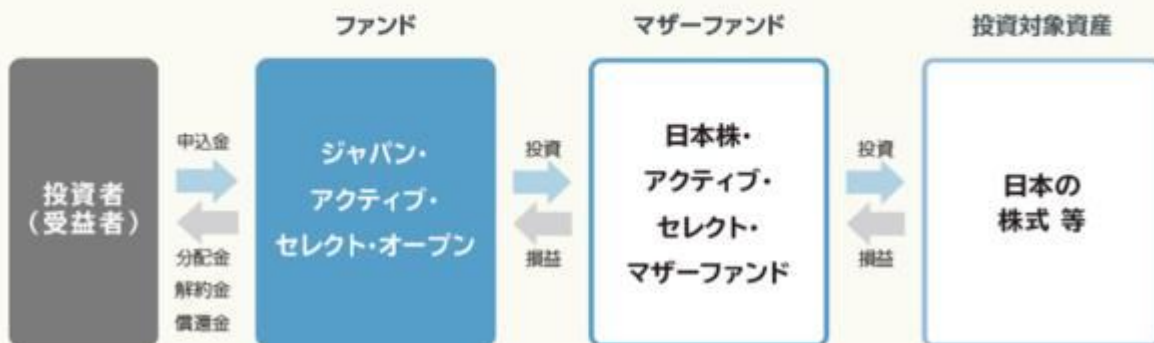 ファンド
マザーファンド
投資対象資産
投資者
（受益者）
申込金
分配金
解約金
償還金
ジャパン・
アクティブ・
セレクト・オープン
投資
損益
日本株・
アクティブ・
セレクト・
マザーファンド
投資
損益
日本の
株式 等